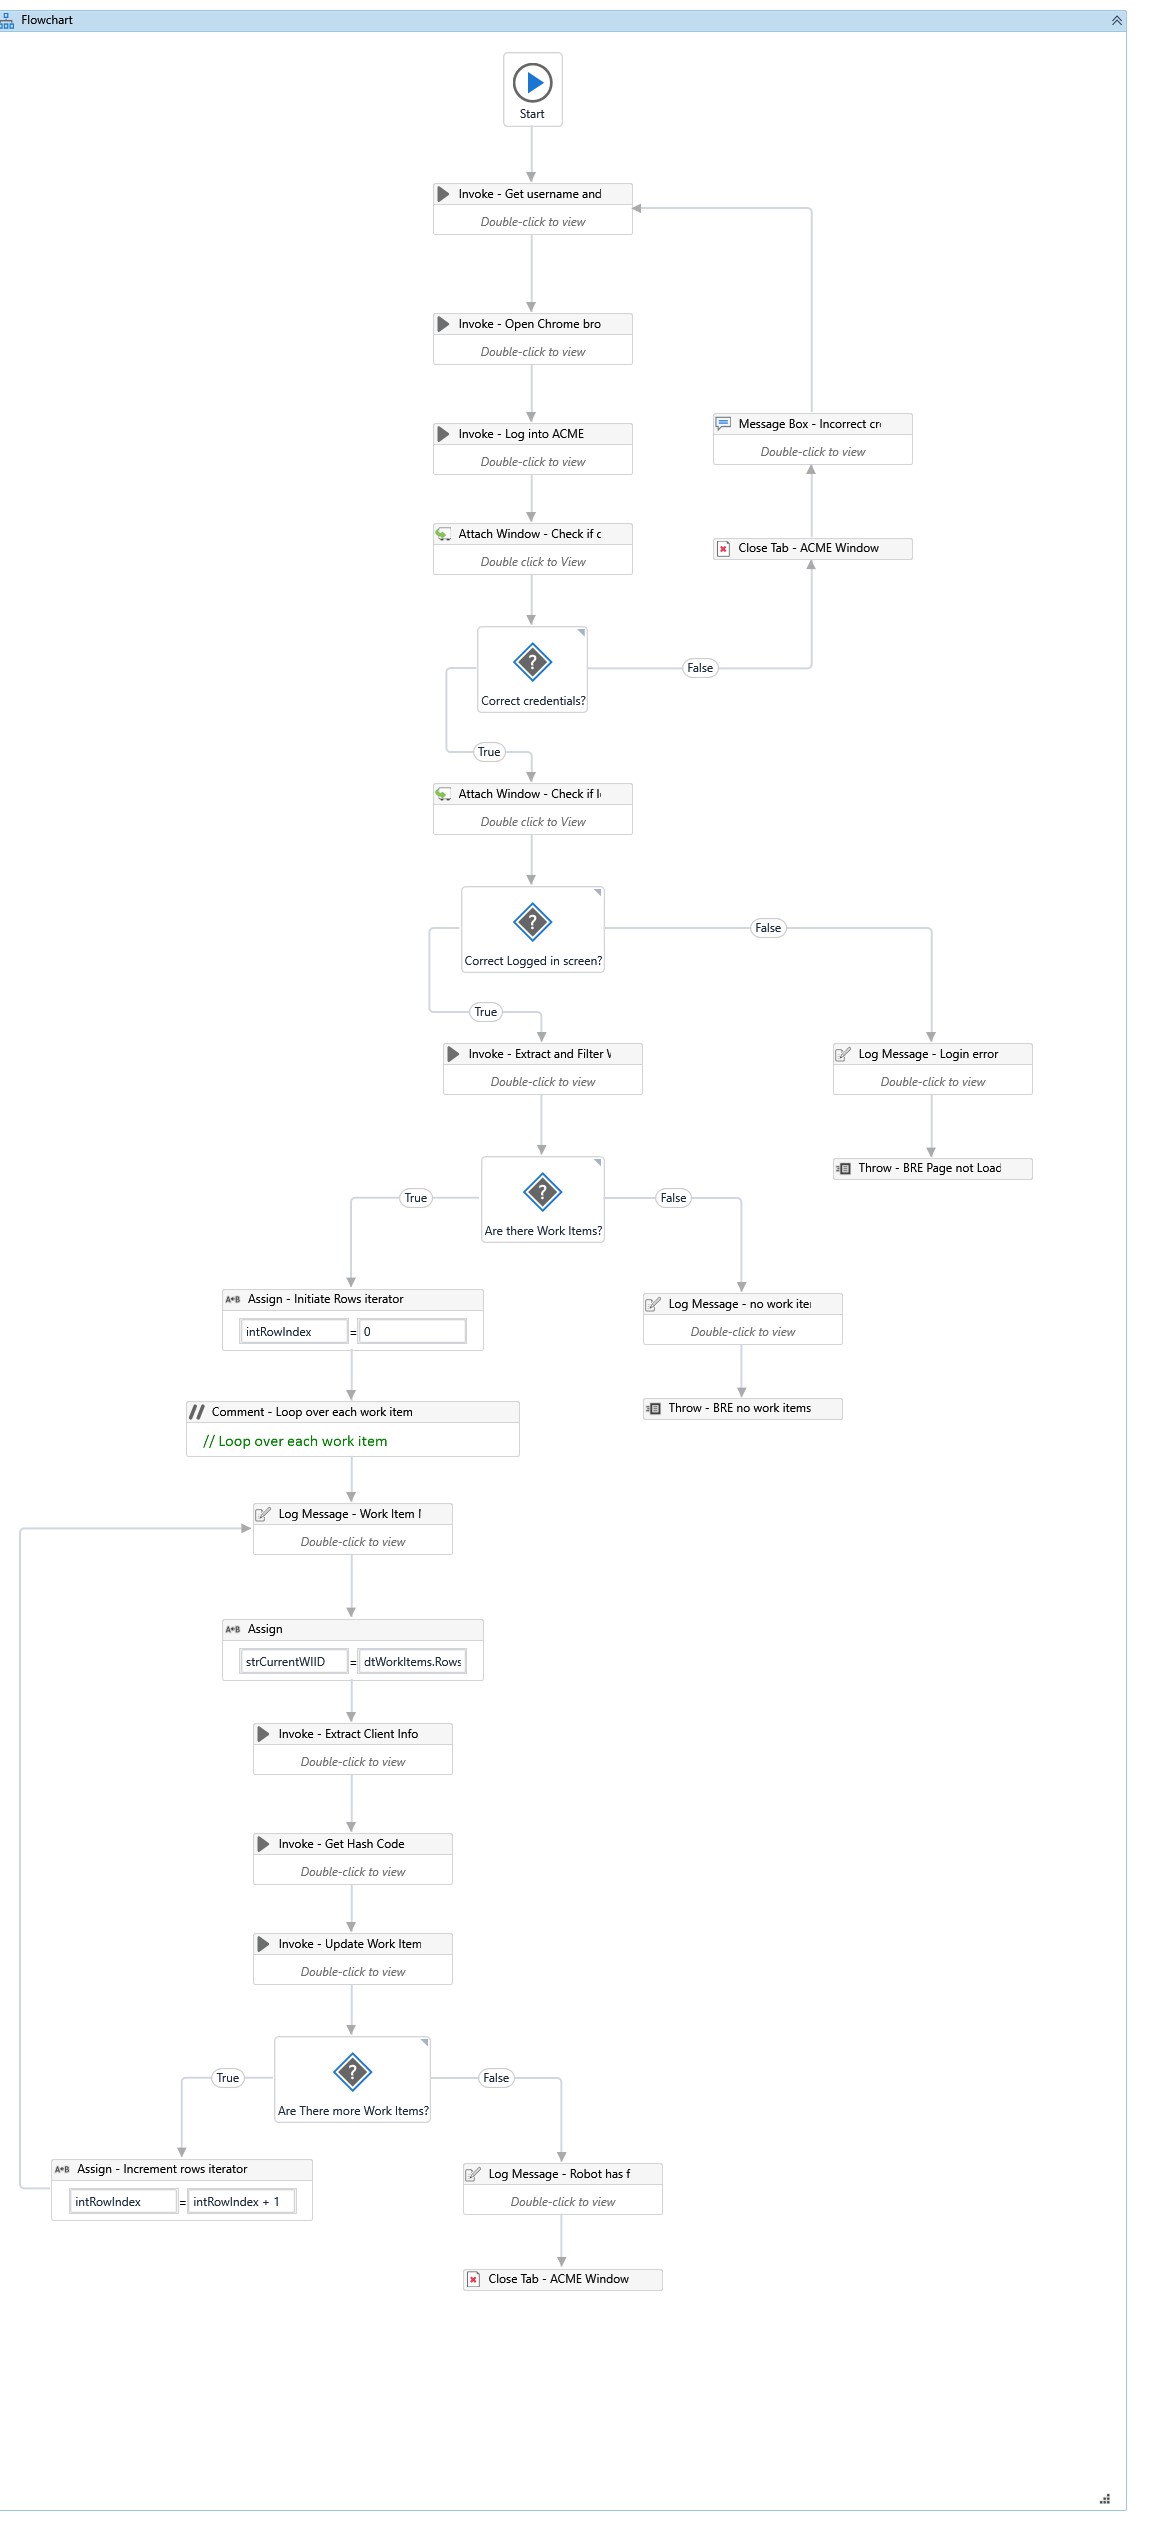 Flowchart
Start
Invoke - Get username and
Double-click to view
Invoke - Open Chrome bro
Double-click to view
Message Box - Incorrect cr
Double-click to view
Invoke - Log into ACME
Double-click to view
Attach Window - Check if c
Double click to View
Close Tab - ACME Window
?
Correct credentials?
False
True
Attach Window - Check if l
Double click to View
?
Correct Logged in screen?
False
True
Invoke - Extract and Filter
Double-click to view
Log Message - Login error
Double-click to view
Throw - BRE Page not Load
?
Are there Work Items?
True
False
A+B Assign - Initiate Rows iterator
intRowIndex = 0
Log Message - no work ite
Double-click to view
Throw - BRE no work items
// Comment - Loop over each work item
// Loop over each work item
Log Message - Work Item
Double-click to view
A+B Assign
strCurrentWIID = dtWorkItems.Rows
Invoke - Extract Client Info
Double-click to view
Invoke - Get Hash Code
Double-click to view
Invoke - Update Work Item
Double-click to view
?
Are There more Work Items?
True
False
A+B Assign - Increment rows iterator
intRowIndex = intRowIndex + 1
Log Message - Robot has f
Double-click to view
Close Tab - ACME Window